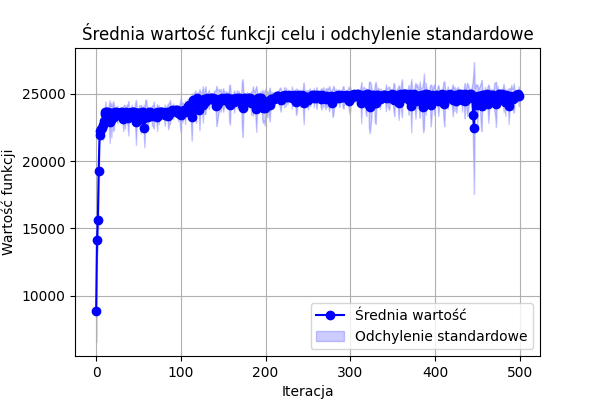 Średnia wartość funkcji celu i odchylenie standardowe
Wartość funkcji
25000
20000
15000
10000
0
100
200
300
400
500
Iteracja
Średnia wartość
Odchylenie standardowe